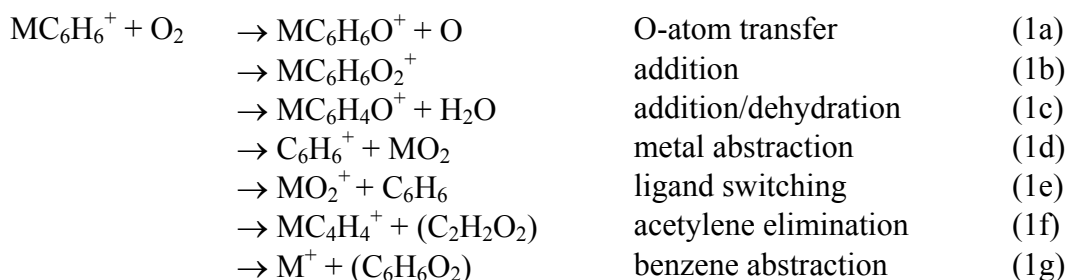 MC₆H₆⁺ + O₂ → MC₆H₆O⁺ + O O-atom transfer (1a)
→ MC₆H₆O₂⁺ addition (1b)
→ MC₆H₄O⁺ + H₂O addition/dehydration (1c)
→ C₆H₆⁺ + MO₂ metal abstraction (1d)
→ MO₂⁺ + C₆H₆ ligand switching (1e)
→ MC₄H₄⁺ + (C₂H₂O₂) acetylene elimination (1f)
→ M⁺ + (C₆H₆O₂) benzene abstraction (1g)